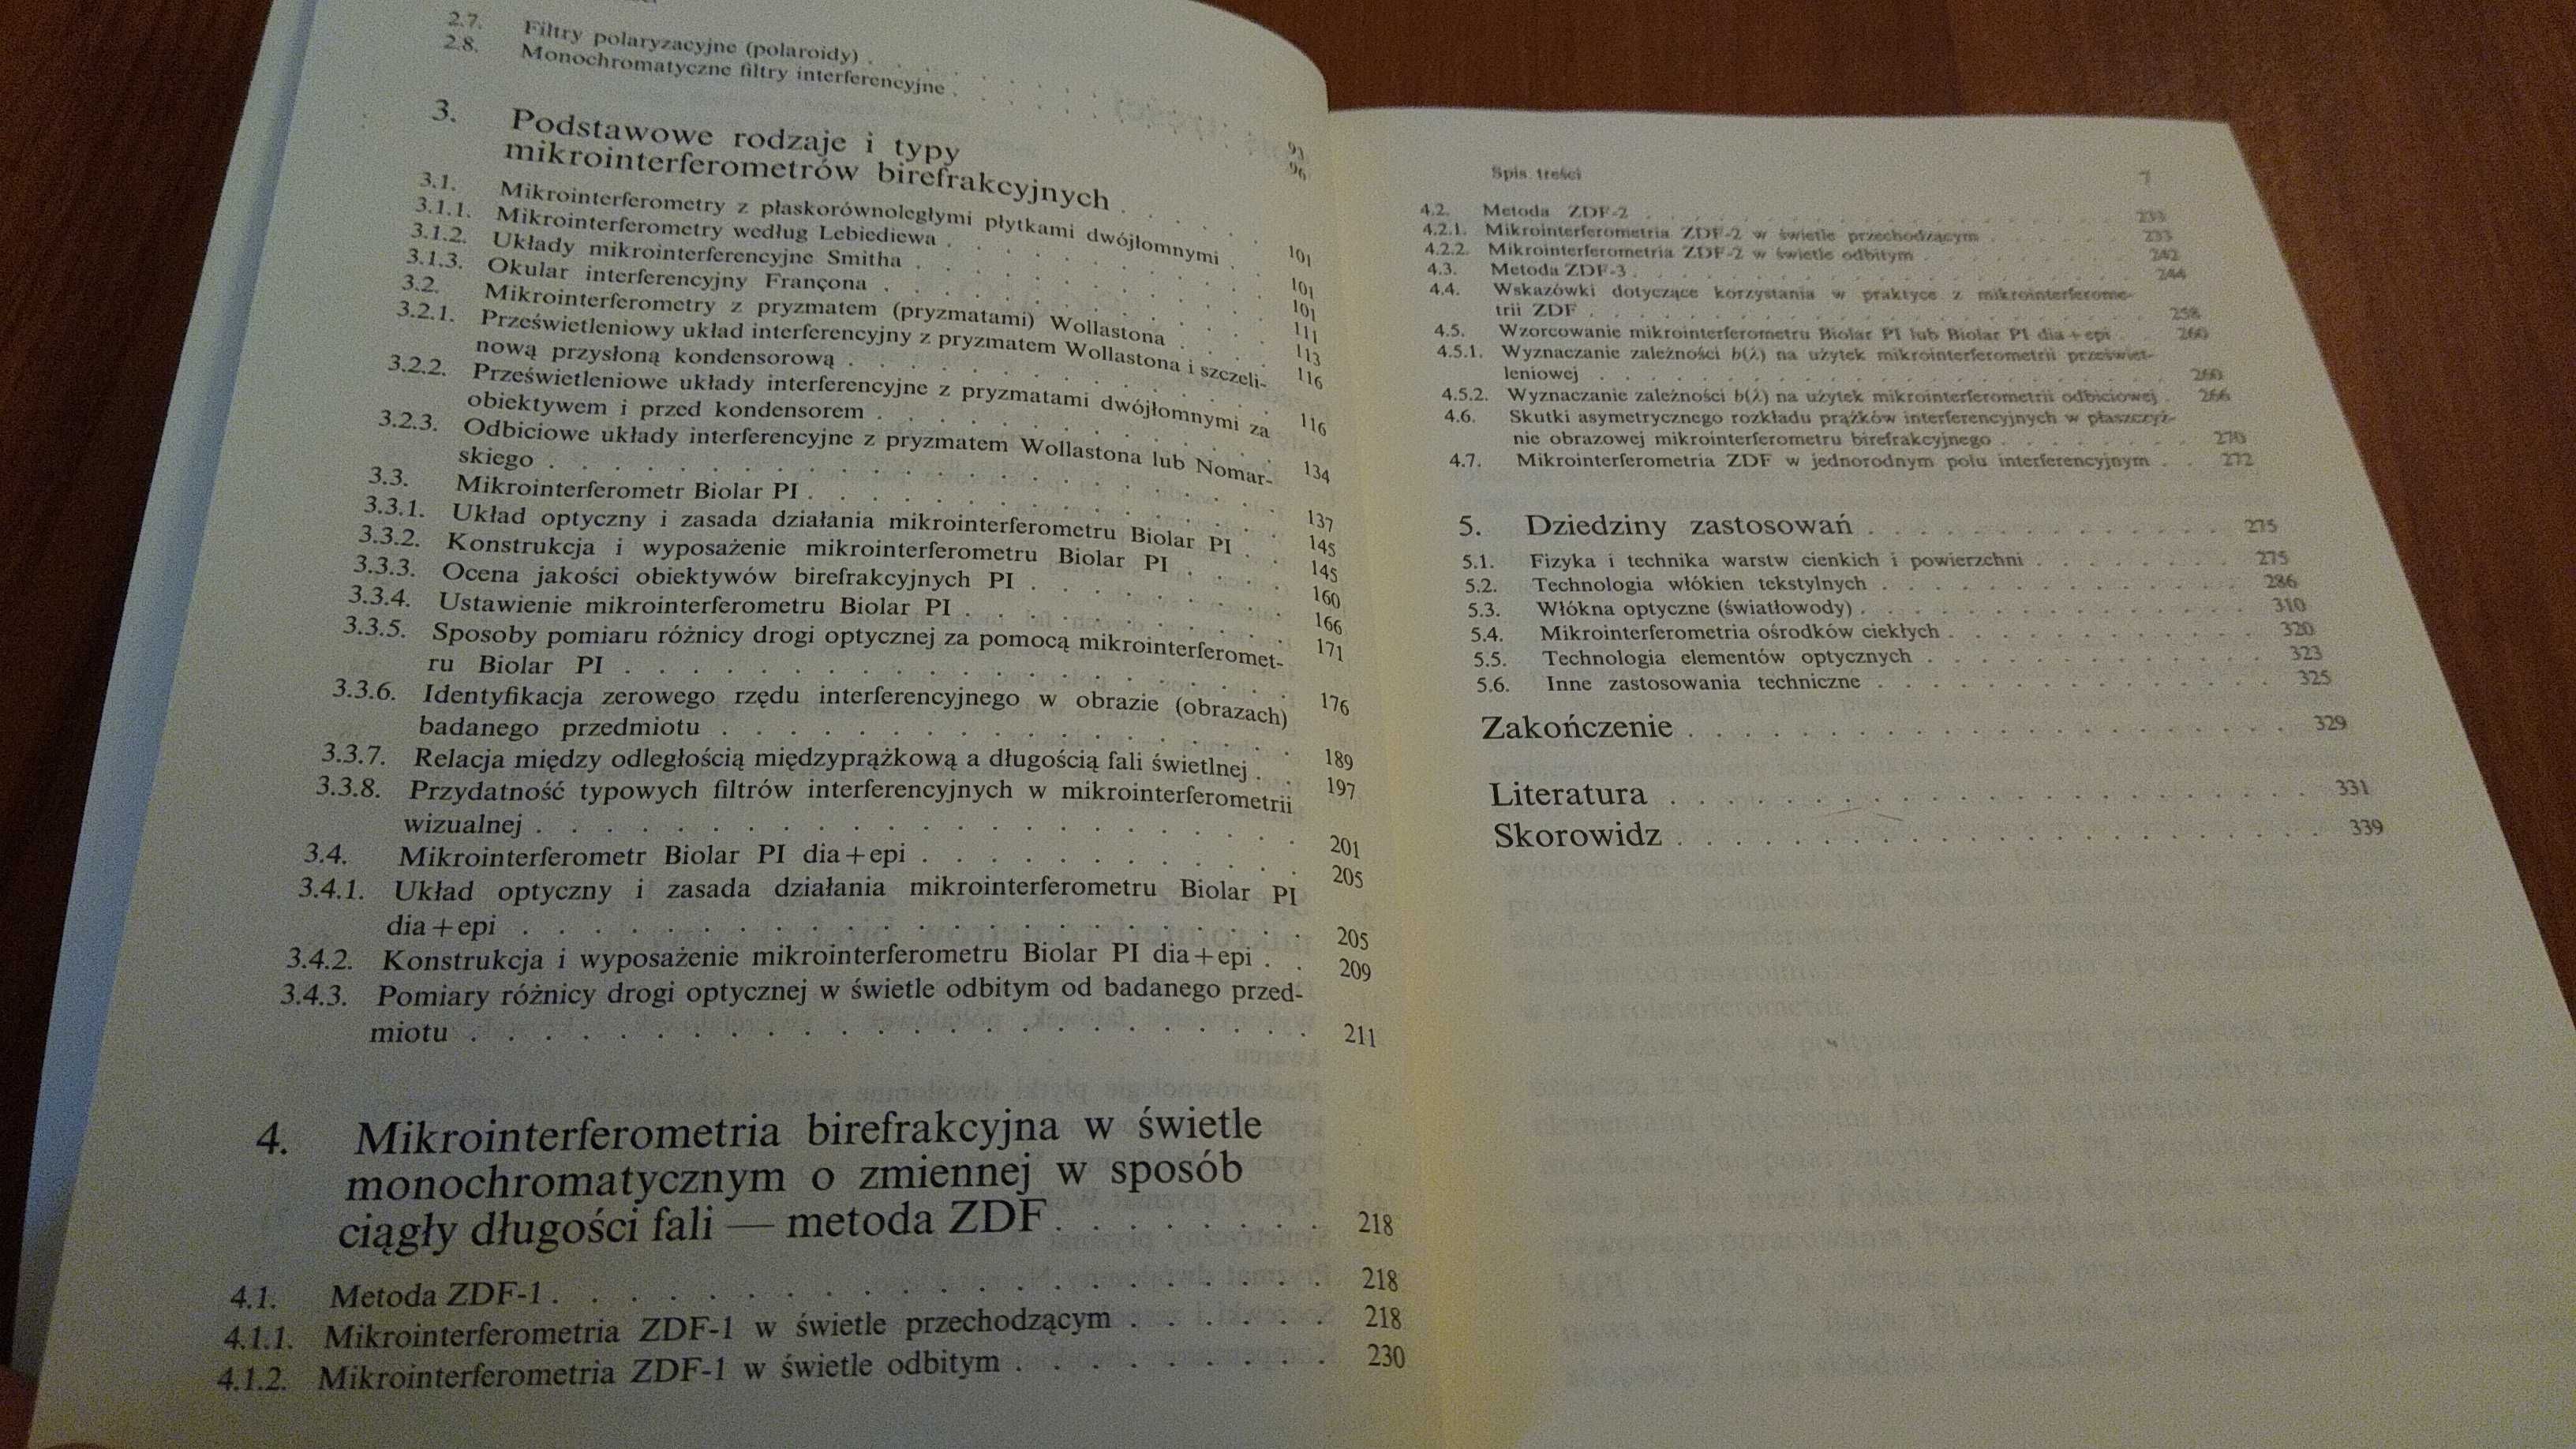 2.7. Filtry polaryzacyjne (polaroidy) . . . . . . 93
2.8. Monochromatyczne filtry interferencyjne . . . . . . 96
3. Podstawowe rodzaje i typy
mikrointerferometrów birefrakcyjnych . . . . . 101
3.1. Mikrointerferometry z płaskorównoległymi płytkami dwójłomnymi . . 101
3.1.1. Mikrointerferometry według Lebiediewa . . . . . . 101
3.1.2. Układy mikrointerferencyjne Smitha . . . . . . 111
3.1.3. Okular interferencyjny Françona . . . . . . 113
3.2. Mikrointerferometry z pryzmatem (pryzmatami) Wollastona . . . . 116
3.2.1. Prześwietleniowy układ interferencyjny z pryzmatem Wollastona i szczeli-
nową przysłoną kondensorową . . . . . . 116
3.2.2. Prześwietleniowe układy interferencyjne z pryzmatami dwójłomnymi za
obiektywem i przed kondensorem . . . . . . 134
3.2.3. Odbiciowe układy interferencyjne z pryzmatem Wollastona lub Nomar-
skiego . . . . . . 137
3.3. Mikrointerferometr Biolar PI . . . . . . 145
3.3.1. Układ optyczny i zasada działania mikrointerferometru Biolar PI . . 145
3.3.2. Konstrukcja i wyposażenie mikrointerferometru Biolar PI . . . . 160
3.3.3. Ocena jakości obiektywów birefrakcyjnych PI . . . . . . 166
3.3.4. Ustawienie mikrointerferometru Biolar PI . . . . . . 171
3.3.5. Sposoby pomiaru różnicy drogi optycznej za pomocą mikrointerferomet-
ru Biolar PI . . . . . . 176
3.3.6. Identyfikacja zerowego rzędu interferencyjnego w obrazie (obrazach)
badanego przedmiotu . . . . . . 189
3.3.7. Relacja między odległością międzyprążkową a długością fali świetlnej . . 197
3.3.8. Przydatność typowych filtrów interferencyjnych w mikrointerferometrii
wizualnej . . . . . . 201
3.4. Mikrointerferometr Biolar PI dia+epi . . . . . . 205
3.4.1. Układ optyczny i zasada działania mikrointerferometru Biolar PI
dia+epi . . . . . . 205
3.4.2. Konstrukcja i wyposażenie mikrointerferometru Biolar PI dia+epi . . 209
3.4.3. Pomiary różnicy drogi optycznej w świetle odbitym od badanego przed-
miotu . . . . . . 211
4. Mikrointerferometria birefrakcyjna w świetle
monochromatycznym o zmiennej w sposób
ciągły długości fali — metoda ZDF . . . . . . 218
4.1. Metoda ZDF-1 . . . . . . 218
4.1.1. Mikrointerferometria ZDF-1 w świetle przechodzącym . . . . . . 218
4.1.2. Mikrointerferometria ZDF-1 w świetle odbitym . . . . . . 230
Spis treści 7
4.2. Metoda ZDF-2 . . . . . . 233
4.2.1. Mikrointerferometria ZDF-2 w świetle przechodzącym . . . . . . 233
4.2.2. Mikrointerferometria ZDF-2 w świetle odbitym . . . . . . 242
4.3. Metoda ZDF-3 . . . . . . 244
4.4. Wskazówki dotyczące korzystania w praktyce z mikrointerferome-
trii ZDF . . . . . . 258
4.5. Wzorcowanie mikrointerferometru Biolar PI lub Biolar PI dia+epi . . 260
4.5.1. Wyznaczanie zależności b(λ) na użytek mikrointerferometrii przeświet-
leniowej . . . . . . 260
4.5.2. Wyznaczanie zależności b(λ) na użytek mikrointerferometrii odbiciowej . 266
4.6. Skutki asymetrycznego rozkładu prążków interferencyjnych w płaszczyź-
nie obrazowej mikrointerferometru birefrakcyjnego . . . . . . 270
4.7. Mikrointerferometria ZDF w jednorodnym polu interferencyjnym . . 272
5. Dziedziny zastosowań . . . . . . 275
5.1. Fizyka i technika warstw cienkich i powierzchni . . . . . . 275
5.2. Technologia włókien tekstylnych . . . . . . 286
5.3. Włókna optyczne (światłowody) . . . . . . 310
5.4. Mikrointerferometria ośrodków ciekłych . . . . . . 320
5.5. Technologia elementów optycznych . . . . . . 323
5.6. Inne zastosowania techniczne . . . . . . 325
Zakończenie . . . . . . 329
Literatura . . . . . . 331
Skorowidz . . . . . . 339